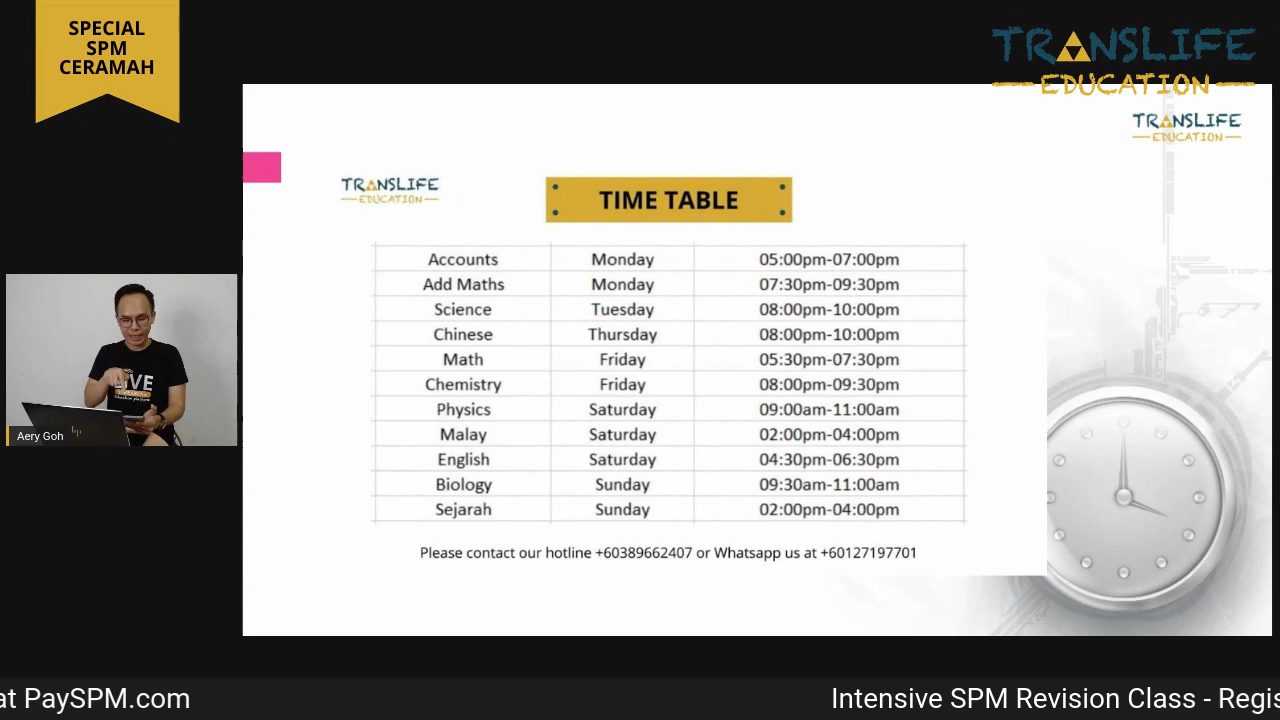 SPECIAL
SPM
CERAMAH
TRANSLIFE
EDUCATION
TRANSLIFE
EDUCATION
TRANSLIFE
EDUCATION
TIME TABLE
Accounts Monday 05:00pm-07:00pm
Add Maths Monday 07:30pm-09:30pm
Science Tuesday 08:00pm-10:00pm
Chinese Thursday 08:00pm-10:00pm
Math Friday 05:30pm-07:30pm
Chemistry Friday 08:00pm-09:30pm
Physics Saturday 09:00am-11:00am
Malay Saturday 02:00pm-04:00pm
English Saturday 04:30pm-06:30pm
Biology Sunday 09:30am-11:00am
Sejarah Sunday 02:00pm-04:00pm
Please contact our hotline +60389662407 or Whatsapp us at +60127197701
LIVE
Aery Goh
at PaySPM.com
Intensive SPM Revision Class - Regis